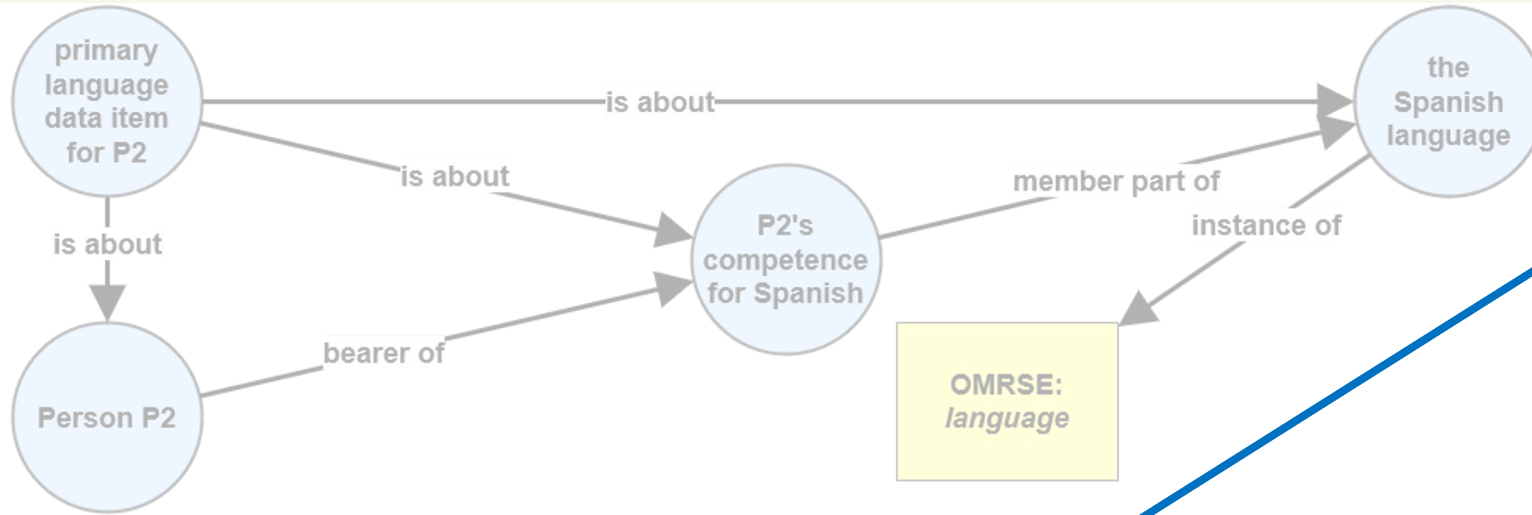 primary
language
data item
for P2
is about
the
Spanish
language
is about
member part of
P2's
competence
for Spanish
instance of
is about
bearer of
Person P2
OMRSE:
language